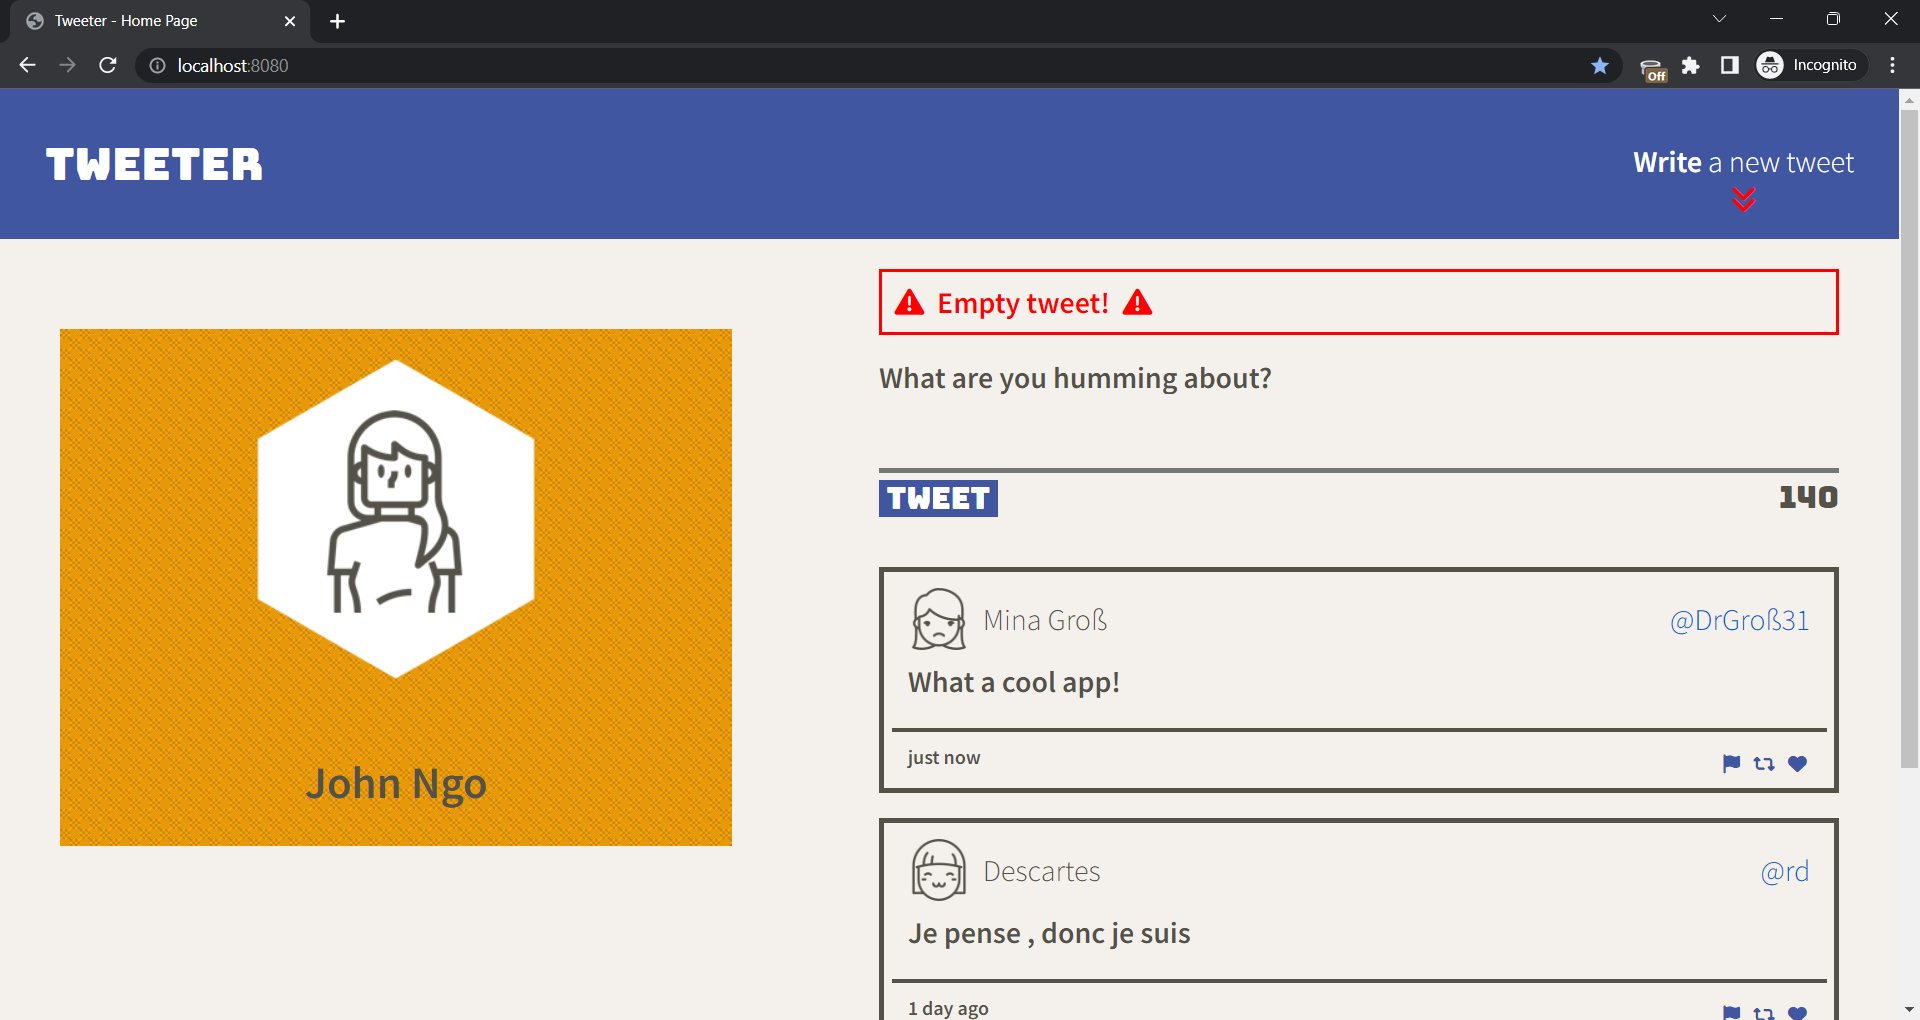 Tweeter - Home Page
localhost:8080
Off
Incognito
TWEETER
Write a new tweet
Empty tweet!
What are you humming about?
TWEET
140
John Ngo
Mina Groß
@DrGroß31
What a cool app!
just now
Descartes
@rd
Je pense , donc je suis
1 day ago